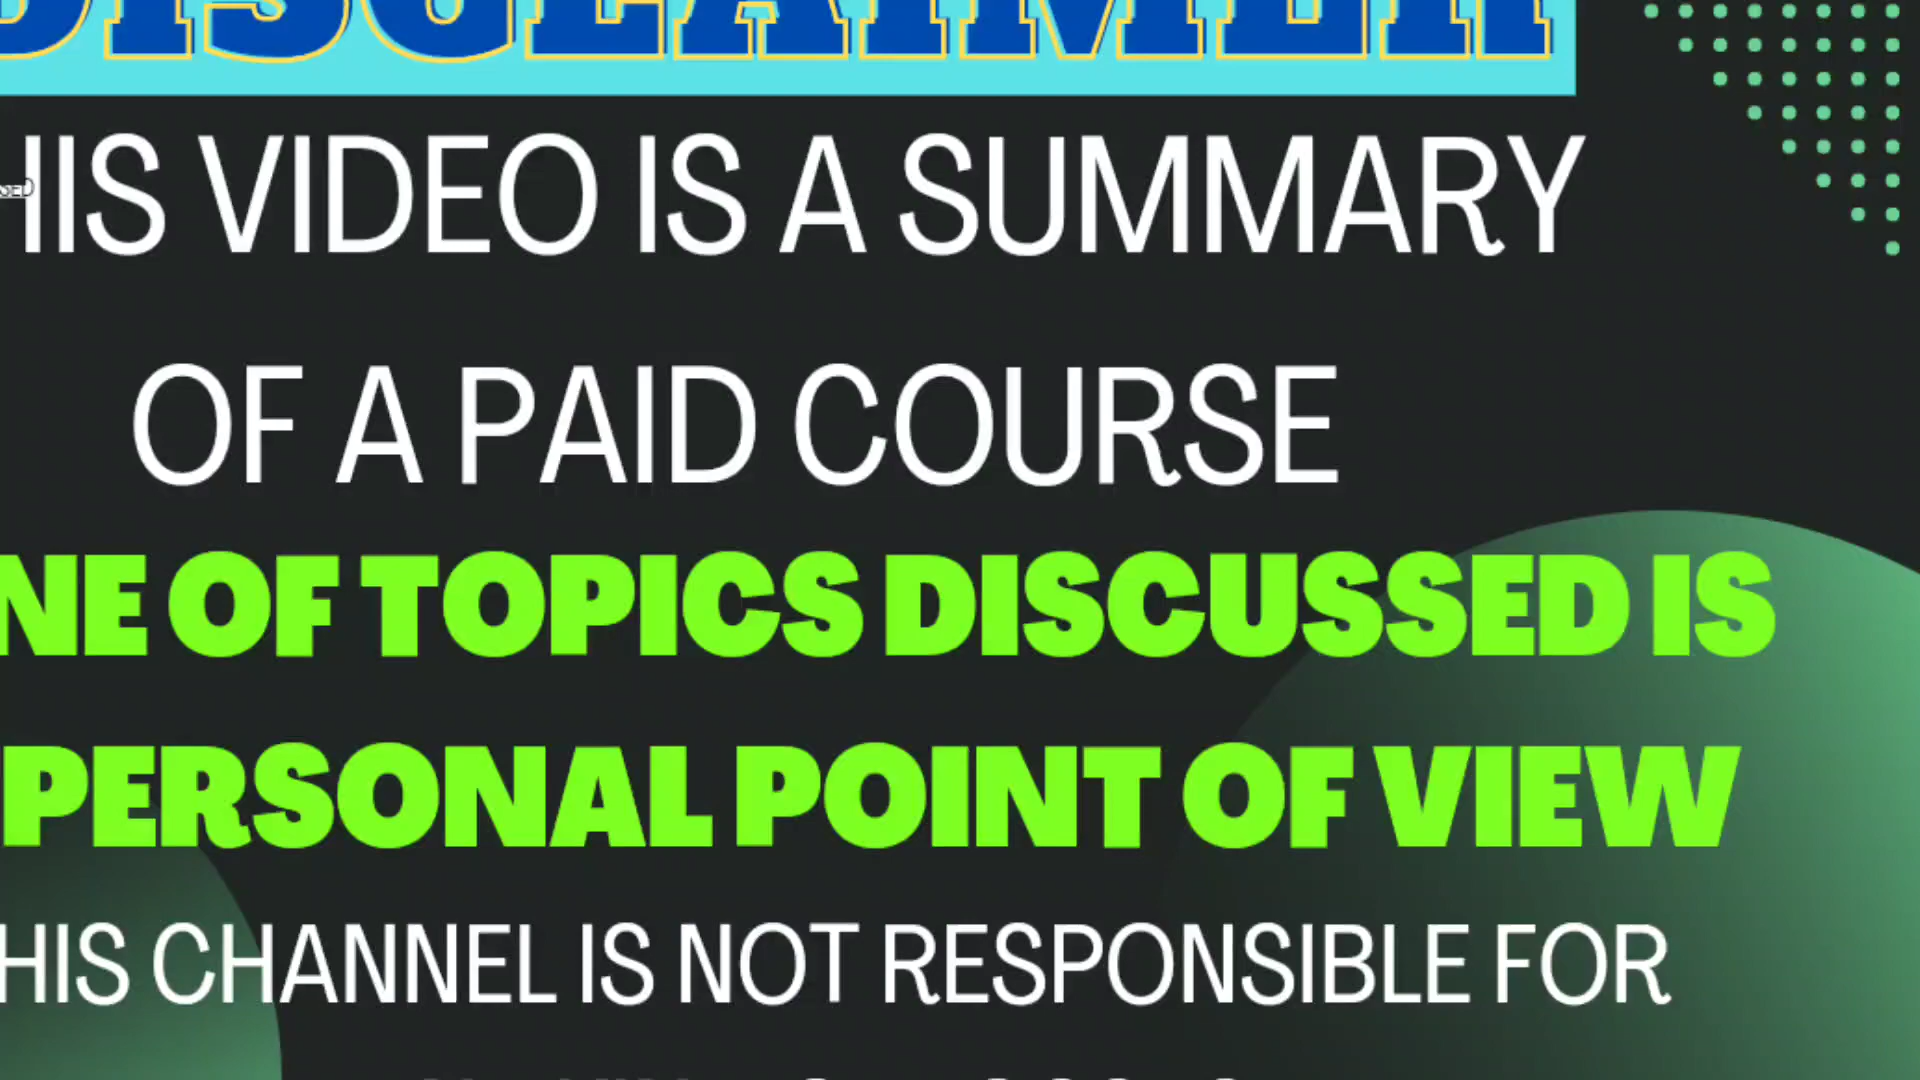 DISCLAIMER
HIS VIDEO IS A SUMMARY
OF A PAID COURSE
NE OF TOPICS DISCUSSED IS
PERSONAL POINT OF VIEW
HIS CHANNEL IS NOT RESPONSIBLE FOR